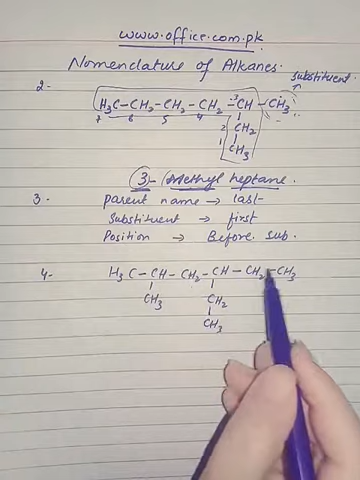 www.office.com.pk
Nomenclature of Alkanes.
substituent
2-
H₃C-CH₂-CH₂-CH₂-CH-CH₃
7 6 5 4 3
2 CH₂
1 CH₃
3-Methyl heptane.
3- parent name → last-
Substituent → first
Position → Before sub.
4- H₃C-CH-CH₂-CH-CH₂-CH₃
CH₃ CH₂
CH₃